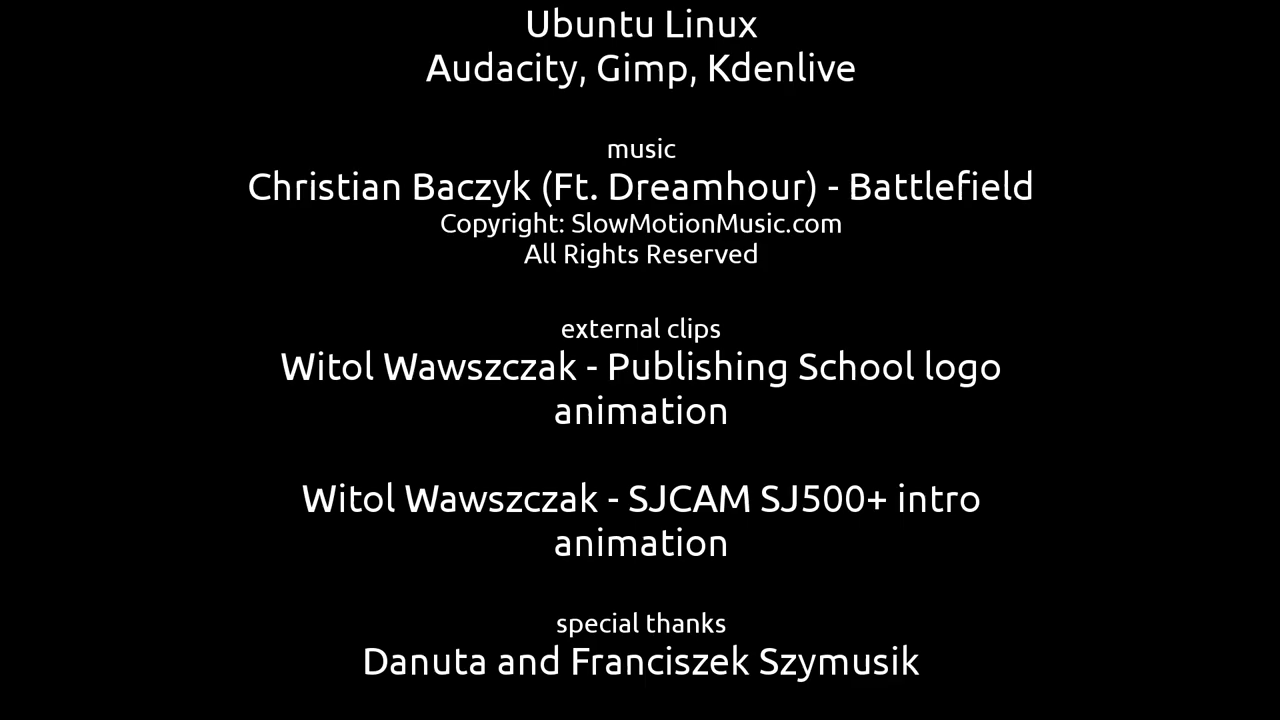 Ubuntu Linux
Audacity, Gimp, Kdenlive
music
Christian Baczyk (Ft. Dreamhour) - Battlefield
Copyright: SlowMotionMusic.com
All Rights Reserved
external clips
Witol Wawszczak - Publishing School logo
animation
Witol Wawszczak - SJCAM SJ500+ intro
animation
special thanks
Danuta and Franciszek Szymusik